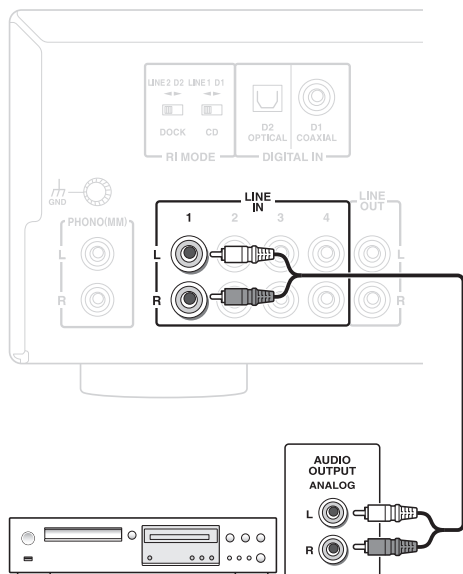 LINE2 D2 LINE1 D1
DOCK CD
RI MODE
D2 OPTICAL
D1 COAXIAL
DIGITAL IN
GND
PHONO(MM)
L
R
LINE IN
1 2 3 4
L
R
LINE OUT
L
R
AUDIO OUTPUT
ANALOG
L
R